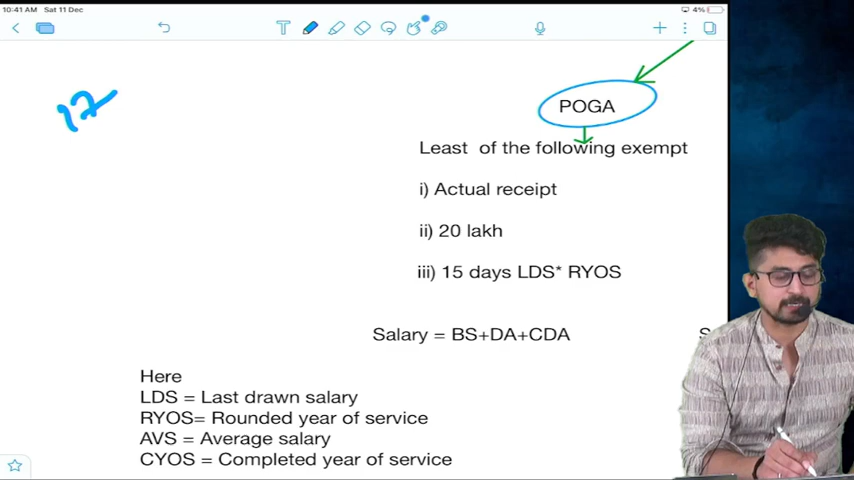 10:41 AM Sat 11 Dec
4%
17
POGA
Least of the following exempt
i) Actual receipt
ii) 20 lakh
iii) 15 days LDS* RYOS
Salary = BS+DA+CDA
S
Here
LDS = Last drawn salary
RYOS= Rounded year of service
AVS = Average salary
CYOS = Completed year of service